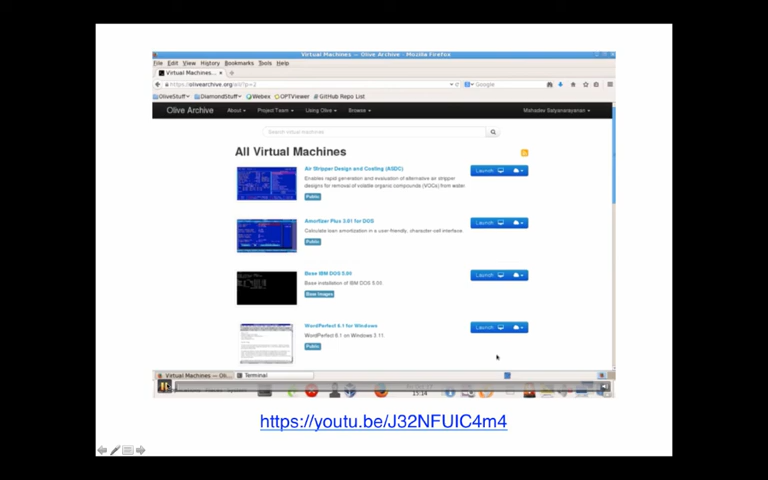 Virtual Machines — Olive Archive - Mozilla Firefox
File Edit View History Bookmarks Tools Help
Virtual Machines...
Google
OliveStuff DiamondStuff Webex OPTViewer GitHub Repo List
Olive Archive About Project Team Using Olive Browse Mahadev Satyanarayanan
Search virtual machines
All Virtual Machines
Air Stripper Design and Costing (ASDC)
Enables rapid generation and evaluation of alternative air stripper
designs for removal of volatile organic compounds (VOCs) from water
Public
Launch
Amortizer Plus 3.01 for DOS
Calculate loan amortization in a user-friendly, character-cell interface.
Public
Launch
Base IBM DOS 5.00
Base installation of IBM DOS 5.00
Base Images
Launch
WordPerfect 6.1 for Windows
WordPerfect 6.1 on Windows 3.11.
Public
Launch
Virtual Machines — Oli... Terminal
15:14
https://youtu.be/J32NFUIC4m4